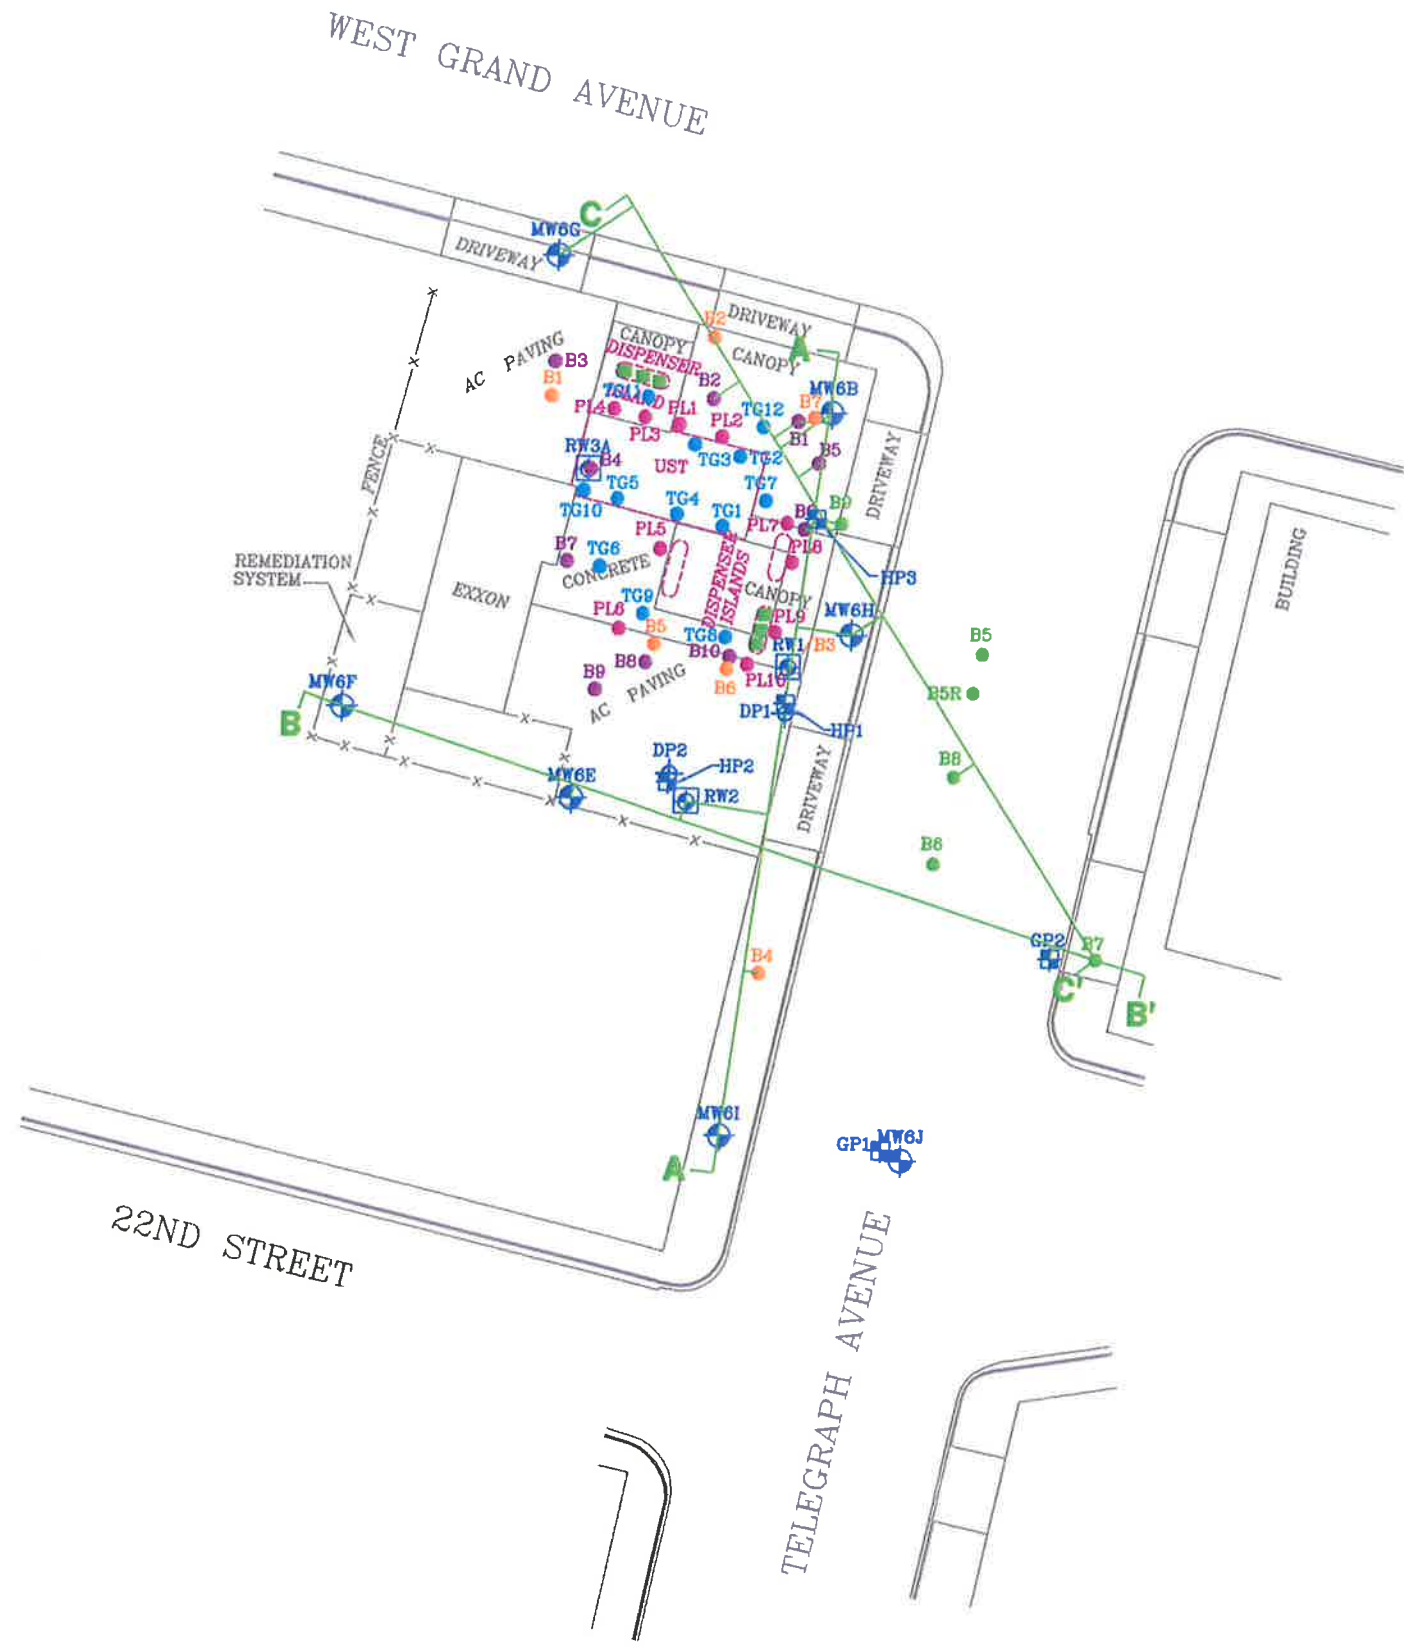 WEST GRAND AVENUE
C
MW6G
DRIVEWAY
DRIVEWAY
B2
CANOPY
CANOPY
A
AC PAVING
B3
DISPENSER
ISLAND
B1
B2
MW6B
TG11
B7
PL4
PL3
PL1
PL2
TG12
B1
RW3A
B4
UST
TG3
TG2
B5
DRIVEWAY
FENCE
TG5
TG10
TG4
TG7
TG1
PL5
PL7
B6
B9
PL8
B7
TG6
CONCRETE
DISPENSER
ISLANDS
CANOPY
HP3
BUILDING
REMEDIATION
SYSTEM
EXXON
TG9
PL6
B5
TG8
PL9
MW6H
RW1
B3
B5
B10
B8
B6
PL10
B9
AC PAVING
B5R
MW6F
B
DP1
HP1
DP2
HP2
DRIVEWAY
B8
MW6E
RW2
B6
GP2
B7
C'
B'
B4
MW6I
A
GP1
MW6J
22ND STREET
TELEGRAPH AVENUE